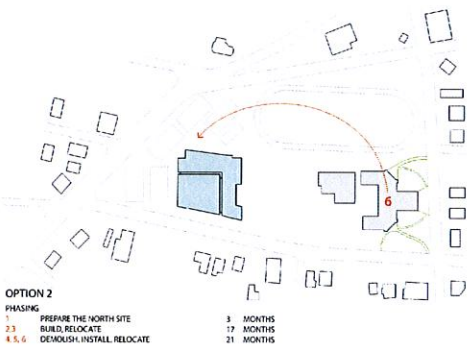 6
OPTION 2
PHASING
1 PREPARE THE NORTH SITE 3 MONTHS
2,3 BUILD, RELOCATE 17 MONTHS
4, 5, 6 DEMOLISH, INSTALL, RELOCATE 21 MONTHS